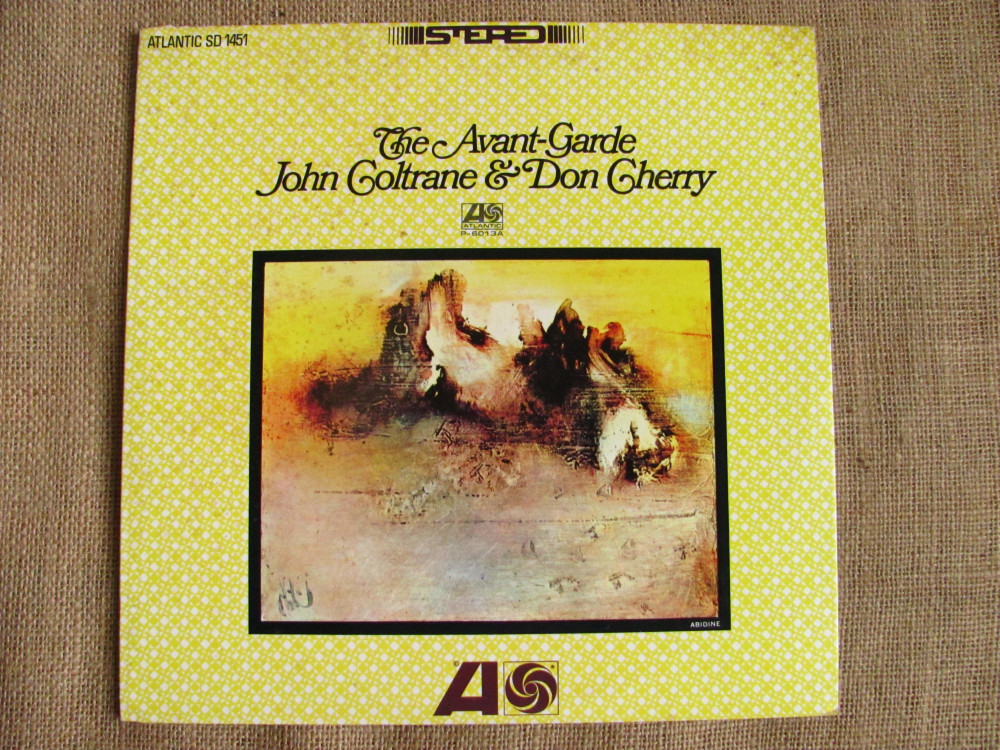 ATLANTIC SD 1451
STEREO
The Avant-Garde
John Coltrane & Don Cherry
ATLANTIC
P-6013A
ABIDINE
©A®